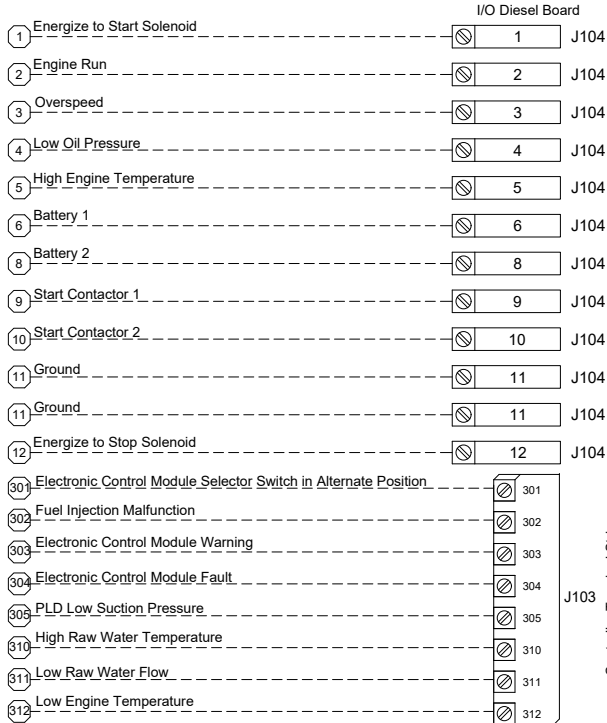 I/O Diesel Board
1 Energize to Start Solenoid 1 J104
2 Engine Run 2 J104
3 Overspeed 3 J104
4 Low Oil Pressure 4 J104
5 High Engine Temperature 5 J104
6 Battery 1 6 J104
8 Battery 2 8 J104
9 Start Contactor 1 9 J104
10 Start Contactor 2 10 J104
11 Ground 11 J104
11 Ground 11 J104
12 Energize to Stop Solenoid 12 J104
301 Electronic Control Module Selector Switch in Alternate Position 301
302 Fuel Injection Malfunction 302
303 Electronic Control Module Warning 303
304 Electronic Control Module Fault 304
J103
305 PLD Low Suction Pressure 305
310 High Raw Water Temperature 310
311 Low Raw Water Flow 311
312 Low Engine Temperature 312